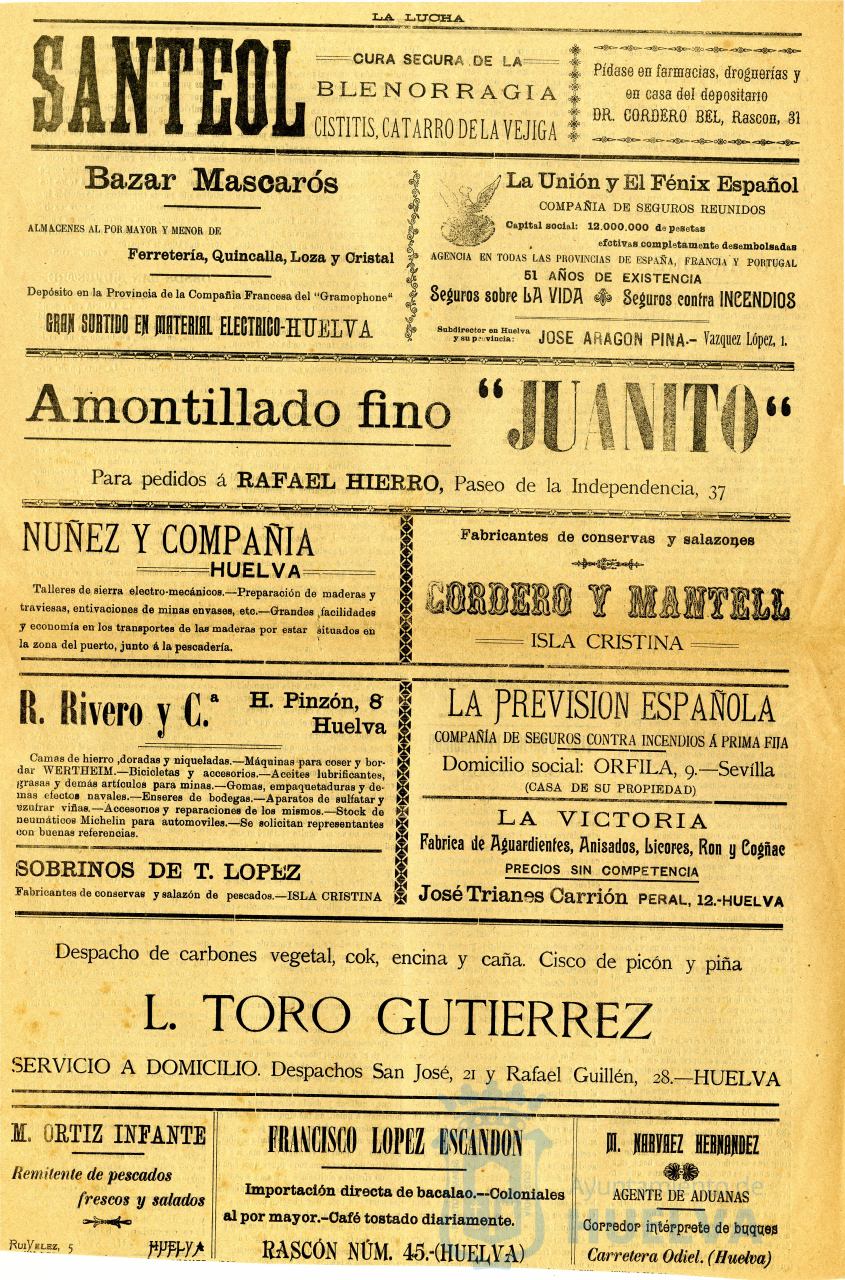 LA LUCHA
SANTEOL
CURA SEGURA DE LA
BLENORRAGIA
CISTITIS, CATARRO DE LA VEJIGA
Pídase en farmacias, droguerías y
en casa del depositario
DR. CORDERO BEL, Rascon, 31
Bazar Mascarós
ALMACENES AL POR MAYOR Y MENOR DE
Ferretería, Quincalla, Loza y Cristal
Depósito en la Provincia de la Compañia Francesa del "Gramophone"
GRAN SURTIDO EN MATERIAL ELECTRICO-HUELVA
La Unión y El Fénix Español
COMPAÑIA DE SEGUROS REUNIDOS
Capital social: 12.000.000 de pesetas
efectivas completamente desembolsadas
AGENCIA EN TODAS LAS PROVINCIAS DE ESPAÑA, FRANCIA Y PORTUGAL
51 AÑOS DE EXISTENCIA
Seguros sobre LA VIDA Seguros contra INCENDIOS
Subdirector en Huelva
y su provincia:
JOSE ARAGON PINA.- Vazquez López, 1.
Amontillado fino "JUANITO"
Para pedidos á RAFAEL HIERRO, Paseo de la Independencia, 37
NUÑEZ Y COMPAÑIA
HUELVA
Talleres de sierra electro-mecánicos.—Preparación de maderas y
traviesas, entivaciones de minas envases, etc.—Grandes facilidades
y economía en los transportes de las maderas por estar situados en
la zona del puerto, junto á la pescadería.
Fabricantes de conservas y salazones
CORDERO Y MANTELL
ISLA CRISTINA
R. Rivero y C.ª
H. Pinzón, 8
Huelva
Camas de hierro ,doradas y niqueladas.—Máquinas para coser y bor-
dar WERTHEIM.—Bicicletas y accesorios.—Aceites lubrificantes,
grasas y demás artículos para minas.—Gomas, empaquetaduras y de-
más efectos navales.—Enseres de bodegas.—Aparatos de sulfatar y
azufrar viñas.—Accesorios y reparaciones de los mismos.—Stock de
neumáticos Michelin para automoviles.—Se solicitan representantes
con buenas referencias.
SOBRINOS DE T. LOPEZ
Fabricantes de conservas y salazón de pescados.—ISLA CRISTINA
LA PREVISION ESPAÑOLA
COMPAÑÍA DE SEGUROS CONTRA INCENDIOS Á PRIMA FIJA
Domicilio social: ORFILA, 9.—Sevilla
(CASA DE SU PROPIEDAD)
LA VICTORIA
Fabrica de Aguardientes, Anisados, Licores, Ron y Cogñac
PRECIOS SIN COMPETENCIA
José Trianes Carrión PERAL, 12.-HUELVA
Despacho de carbones vegetal, cok, encina y caña. Cisco de picón y piña
L. TORO GUTIERREZ
SERVICIO A DOMICILIO. Despachos San José, 21 y Rafael Guillén, 28.—HUELVA
M. ORTIZ INFANTE
Remitente de pescados
frescos y salados
RUI VELEZ, 5 HUELVA
FRANCISCO LOPEZ ESCANDON
Importación directa de bacalao.--Coloniales
al por mayor.-Café tostado diariamente.
RASCÓN NÚM. 45.-(HUELVA)
M. NARVAEZ HERNANDEZ
AGENTE DE ADUANAS
Corredor intérprete de buques
Carretera Odiel. (Huelva)
Ayuntamiento de
HUELVA